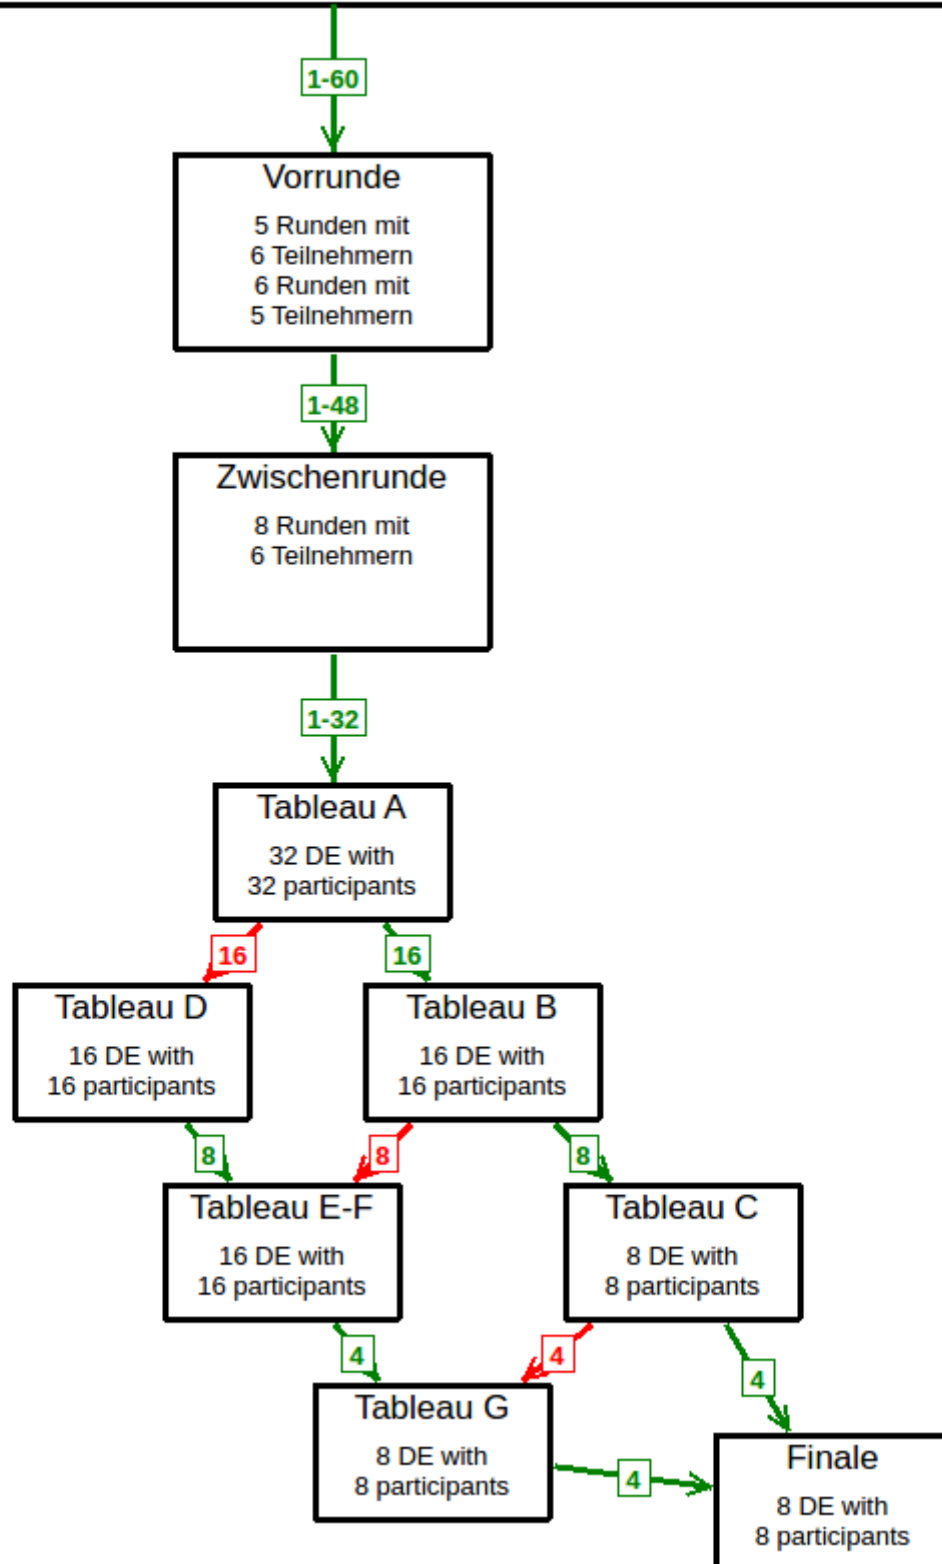 1-60
Vorrunde
5 Runden mit
6 Teilnehmern
6 Runden mit
5 Teilnehmern
1-48
Zwischenrunde
8 Runden mit
6 Teilnehmern
1-32
Tableau A
32 DE with
32 participants
16
16
Tableau D
16 DE with
16 participants
Tableau B
16 DE with
16 participants
8
8
8
Tableau E-F
16 DE with
16 participants
Tableau C
8 DE with
8 participants
4
4
4
Tableau G
8 DE with
8 participants
4
Finale
8 DE with
8 participants